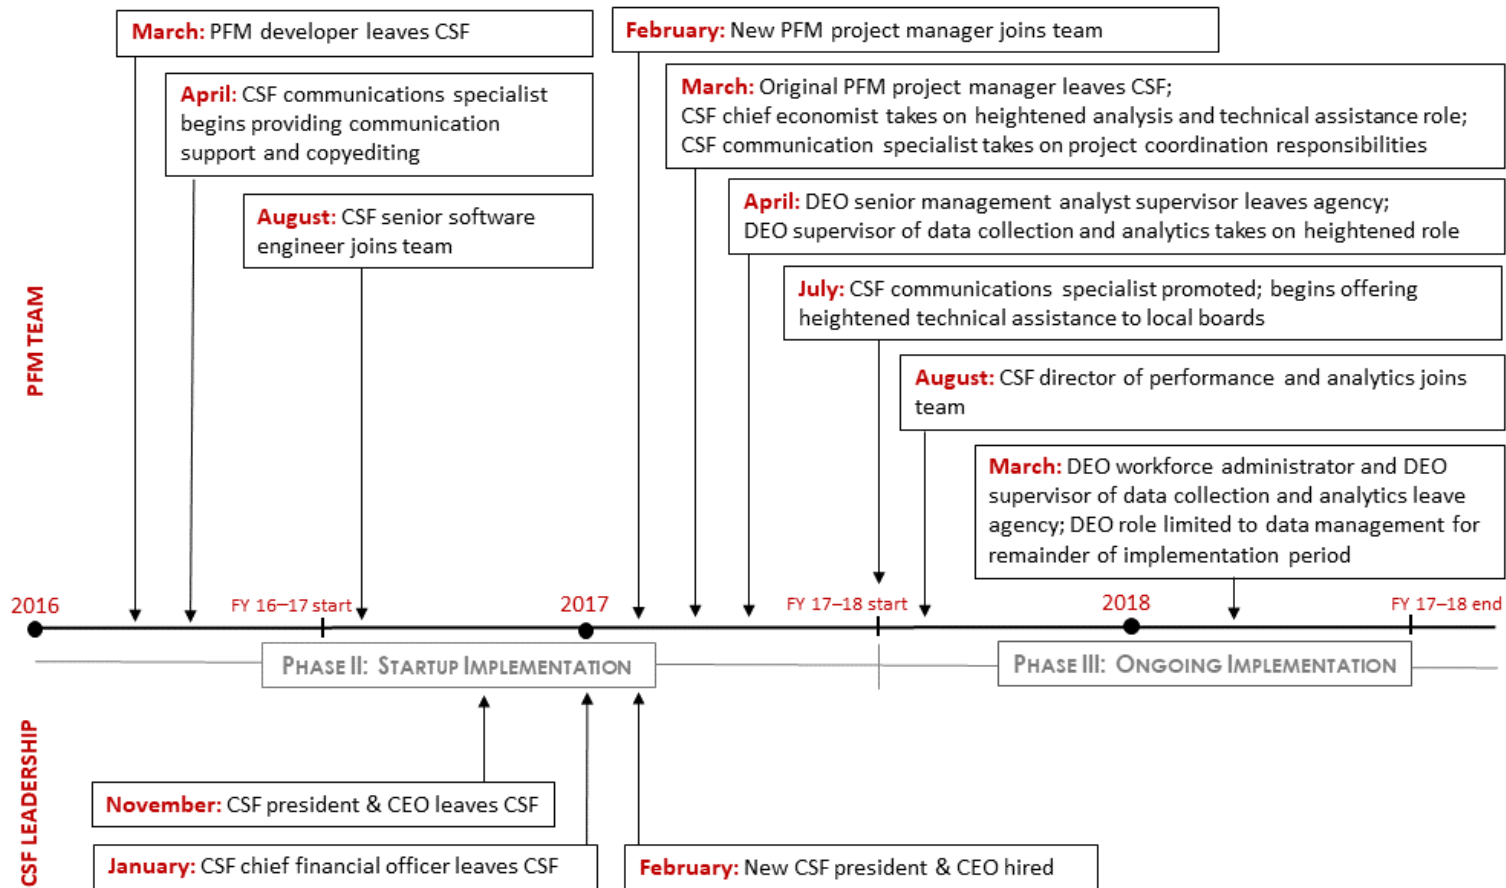 March: PFM developer leaves CSF
April: CSF communications specialist
begins providing communication
support and copyediting
August: CSF senior software
engineer joins team
February: New PFM project manager joins team
March: Original PFM project manager leaves CSF;
CSF chief economist takes on heightened analysis and technical assistance role;
CSF communication specialist takes on project coordination responsibilities
April: DEO senior management analyst supervisor leaves agency;
DEO supervisor of data collection and analytics takes on heightened role
July: CSF communications specialist promoted; begins offering
heightened technical assistance to local boards
August: CSF director of performance and analytics joins
team
March: DEO workforce administrator and DEO
supervisor of data collection and analytics leave
agency; DEO role limited to data management for
remainder of implementation period
PFM TEAM
2016
FY 16–17 start
2017
FY 17–18 start
2018
FY 17–18 end
PHASE II: STARTUP IMPLEMENTATION
PHASE III: ONGOING IMPLEMENTATION
CSF LEADERSHIP
November: CSF president & CEO leaves CSF
January: CSF chief financial officer leaves CSF
February: New CSF president & CEO hired